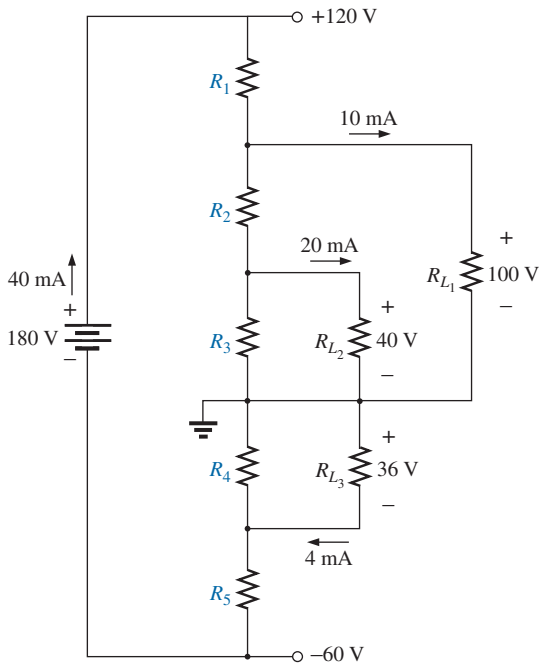 +120 V
R1
10 mA
R2
20 mA
+
40 mA
RL1
100 V
+
+
−
180 V
R3
RL2
40 V
−
−
+
R4
RL3
36 V
−
4 mA
R5
−60 V